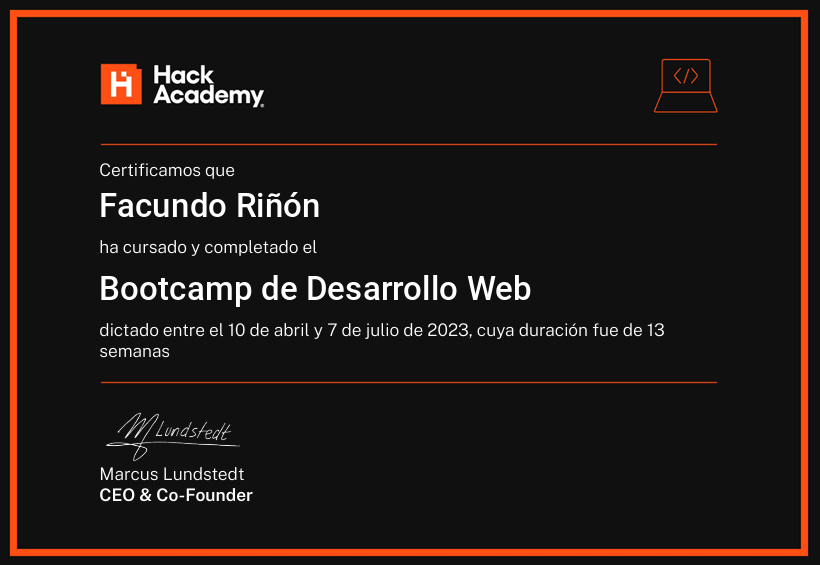 Hack
Academy
</>
Certificamos que
Facundo Riñón
ha cursado y completado el
Bootcamp de Desarrollo Web
dictado entre el 10 de abril y 7 de julio de 2023, cuya duración fue de 13
semanas
MLundstedt
Marcus Lundstedt
CEO & Co-Founder